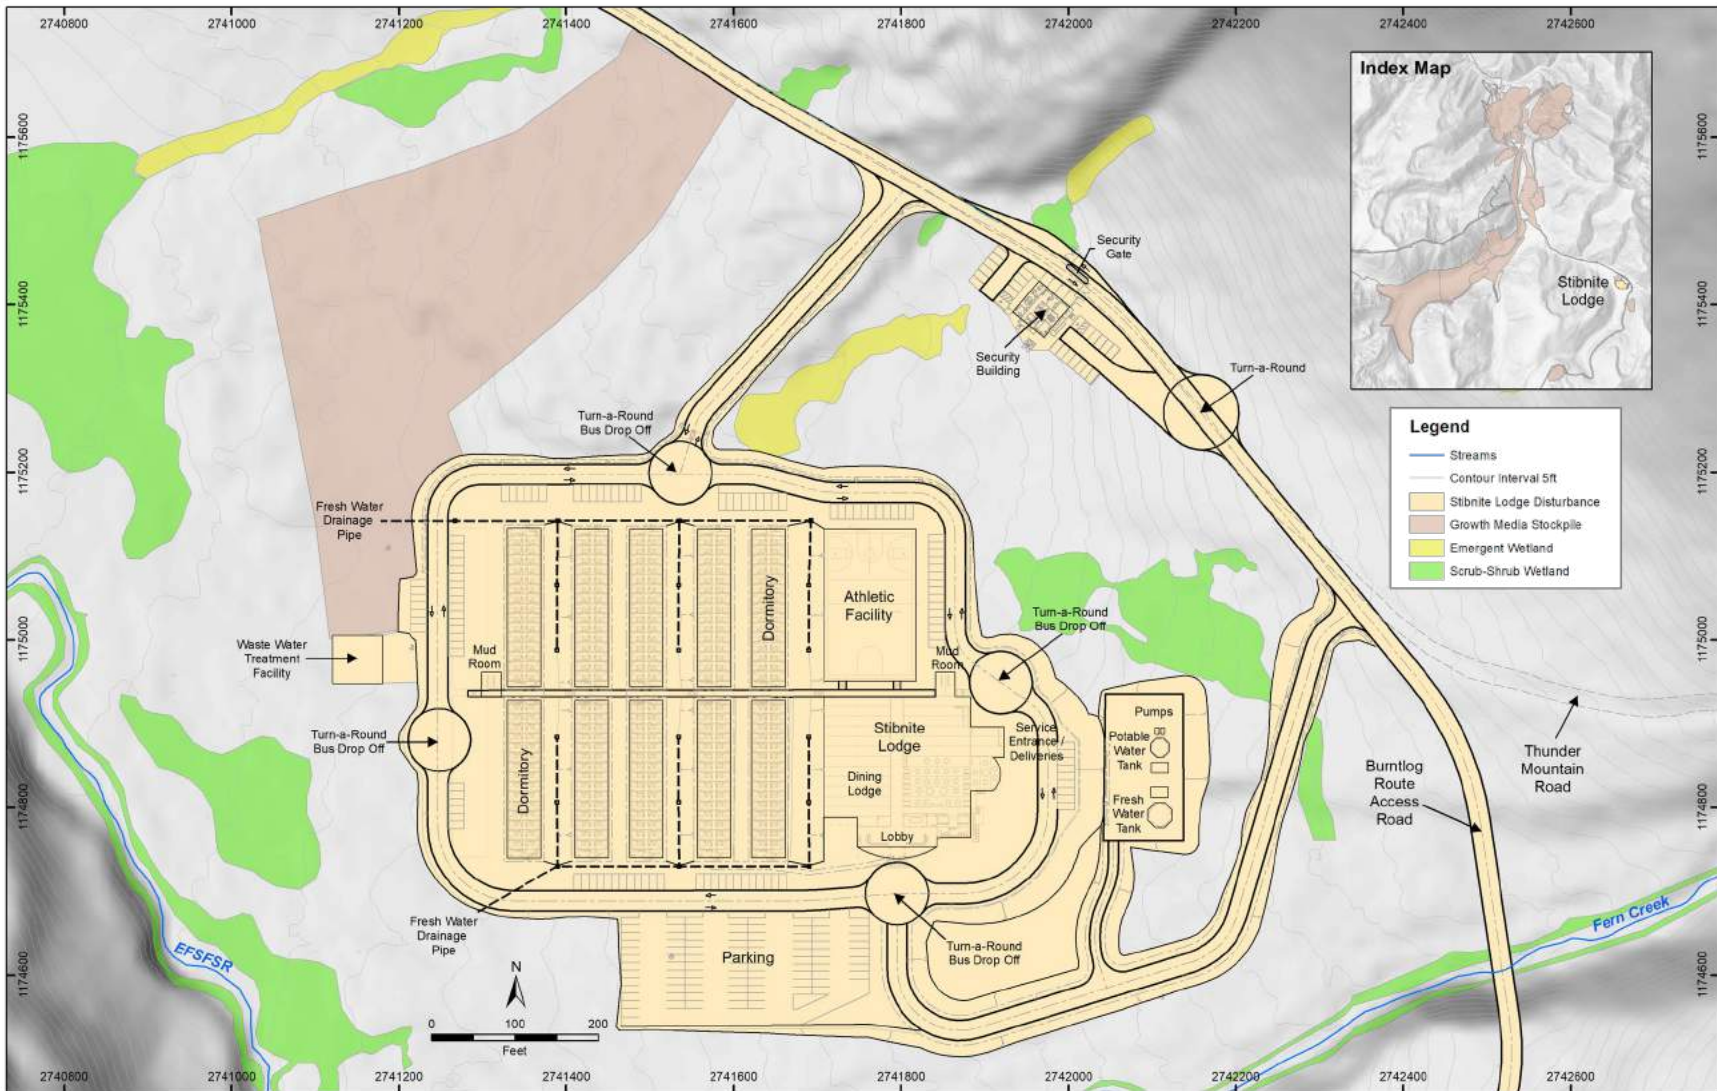 2740800 2741000 2741200 2741400 2741600 2741800 2742000 2742200 2742400 2742600
1175600
1175400
1175200
1175000
1174800
1174600
1175600
1175400
1175200
1175000
1174800
1174600
Index Map
Stibnite
Lodge
Security
Gate
Security
Building
Turn-a-Round
Turn-a-Round
Bus Drop Off
Legend
Streams
Contour Interval 5ft
Stibnite Lodge Disturbance
Growth Media Stockpile
Emergent Wetland
Scrub-Shrub Wetland
Fresh Water
Drainage
Pipe
Dormitory
Athletic
Facility
Turn-a-Round
Bus Drop Off
Waste Water
Treatment
Facility
Mud
Room
Mud
Room
Turn-a-Round
Bus Drop Off
Dormitory
Stibnite
Lodge
Dining
Lodge
Lobby
Service
Entrance /
Deliveries
Pumps
Potable
Water
Tank
Fresh
Water
Tank
Burntlog
Route
Access
Road
Thunder
Mountain
Road
Fresh Water
Drainage
Pipe
Parking
Turn-a-Round
Bus Drop Off
EFSFSR
Fern Creek
N
0 100 200
Feet
2740800 2741000 2741200 2741400 2741600 2741800 2742000 2742200 2742400 2742600